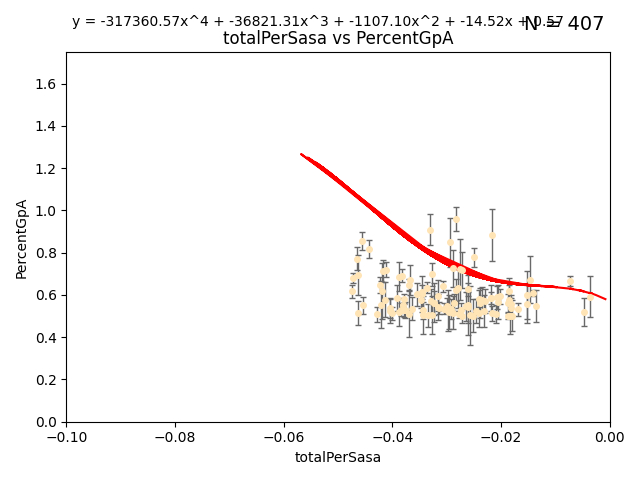 y = -317360.57x^4 + -36821.31x^3 + -1107.10x^2 + -14.52x + 0.57
N = 407
totalPerSasa vs PercentGpA
1.6
1.4
1.2
1.0
0.8
0.6
0.4
0.2
0.0
PercentGpA
−0.10 −0.08 −0.06 −0.04 −0.02 0.00
totalPerSasa